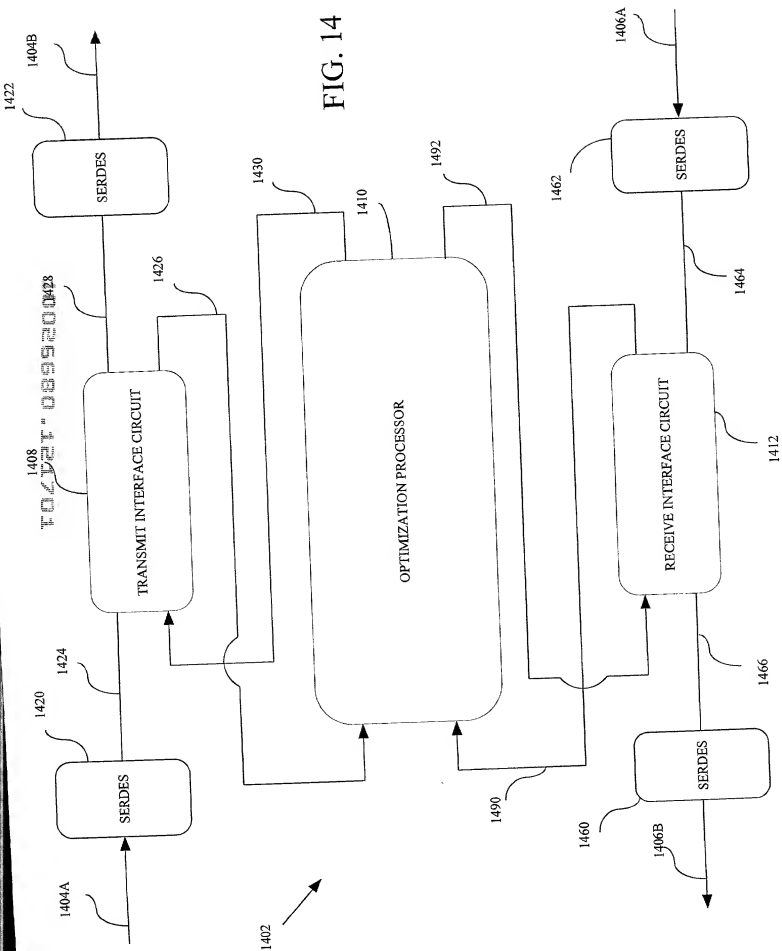 1404B
1422
SERDES
FIG. 14
1406A
SERDES
1462
1430
1492
1410
1428
1426
1464
1408
TRANSMIT INTERFACE CIRCUIT
OPTIMIZATION PROCESSOR
RECEIVE INTERFACE CIRCUIT
1412
1424
1420
1466
SERDES
SERDES
1490
1460
1404A
1406B
1402